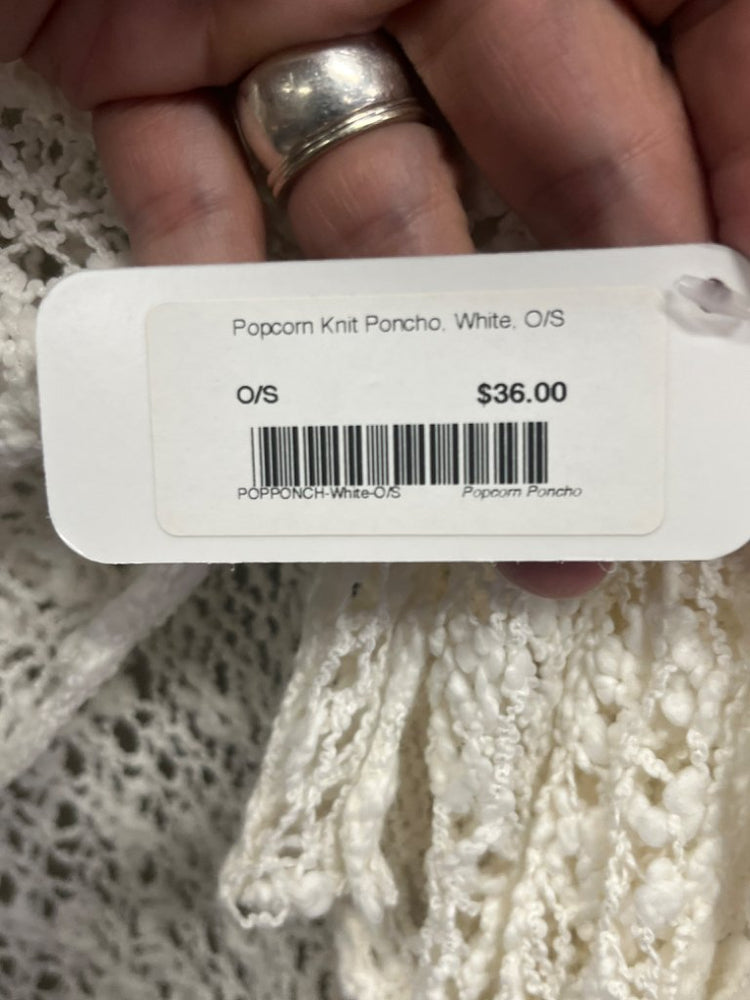 Popcorn Knit Poncho, White, O/S
O/S $36.00
POPPONCH-White-O/S Popcorn Poncho